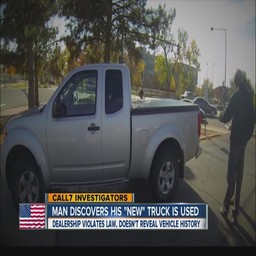 CALL7 INVESTIGATORS
MAN DISCOVERS HIS "NEW" TRUCK IS USED
DEALERSHIP VIOLATES LAW, DOESN'T REVEAL VEHICLE HISTORY